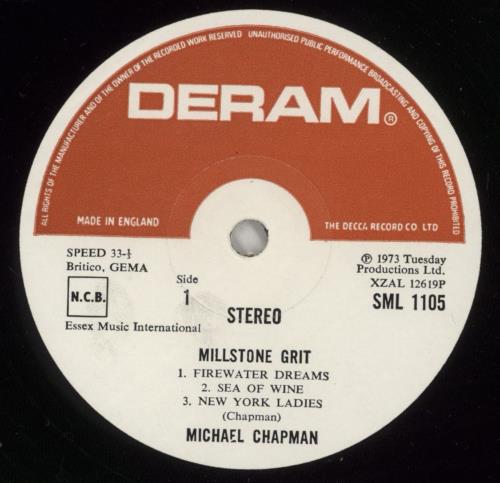 ALL RIGHTS OF THE MANUFACTURER AND OF THE OWNER OF THE RECORDED WORK RESERVED UNAUTHORISED PUBLIC PERFORMANCE BROADCASTING AND COPYING OF THIS RECORD PROHIBITED
DERAM®
MADE IN ENGLAND
THE DECCA RECORD CO LTD
SPEED 33-⅓
Britico, GEMA
N.C.B.
Essex Music International
Side
1
STEREO
℗ 1973 Tuesday
Productions Ltd.
XZAL 12619P
SML 1105
MILLSTONE GRIT
1. FIREWATER DREAMS
2. SEA OF WINE
3. NEW YORK LADIES
(Chapman)
MICHAEL CHAPMAN